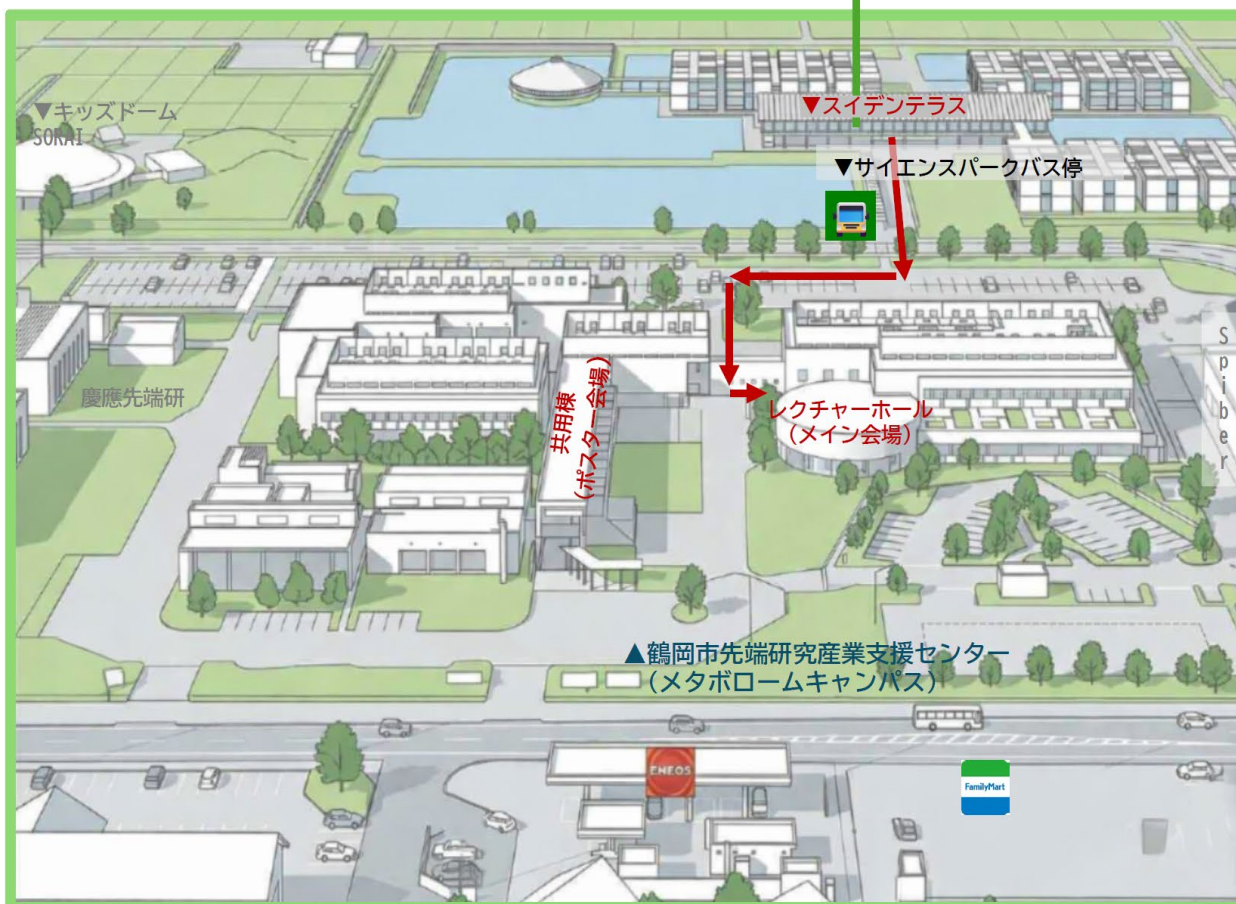 ▼キッズドーム
SORAI
▼スイデンテラス
▼サイエンスパークバス停
Spiber
慶應先端研
共用棟
（ポスター会場）
レクチャーホール
（メイン会場）
▲鶴岡市先端研究産業支援センター
（メタボロームキャンパス）
ENEOS
FamilyMart